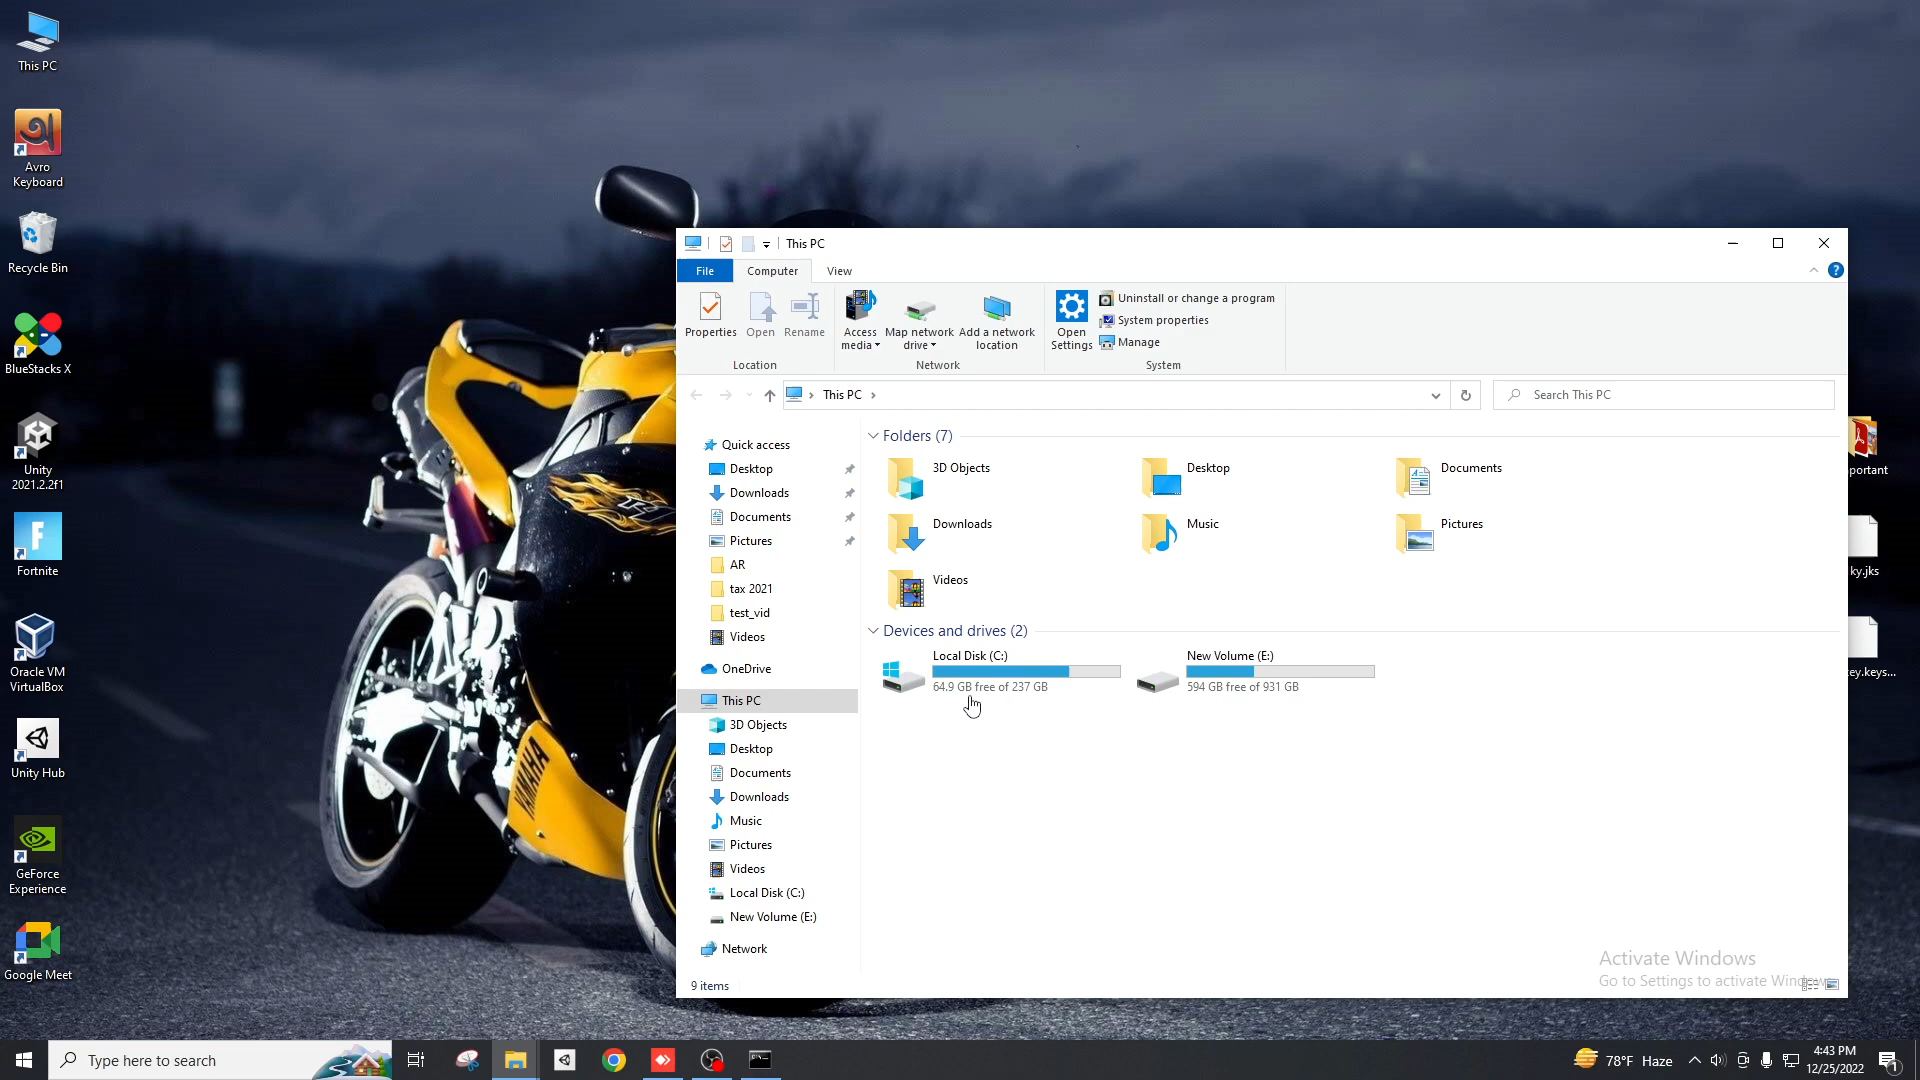 This PC
Avro
Keyboard
Recycle Bin
BlueStacks X
Unity
2021.2.2f1
Fortnite
Oracle VM
VirtualBox
Unity Hub
GeForce
Experience
Google Meet
YAMAHA
This PC
File
Computer
View
Properties
Open
Rename
Access
media
Map network
drive
Add a network
location
Open
Settings
Uninstall or change a program
System properties
Manage
Location
Network
System
This PC
Search This PC
Quick access
Desktop
Downloads
Documents
Pictures
AR
tax 2021
test_vid
Videos
OneDrive
This PC
3D Objects
Desktop
Documents
Downloads
Music
Pictures
Videos
Local Disk (C:)
New Volume (E:)
Network
Folders (7)
3D Objects
Desktop
Documents
Downloads
Music
Pictures
Videos
Devices and drives (2)
Local Disk (C:)
64.9 GB free of 237 GB
New Volume (E:)
594 GB free of 931 GB
9 items
Activate Windows
Go to Settings to activate Windows.
portant
ky.jks
ey.keys...
Type here to search
78°F Haze
4:43 PM
12/25/2022
1